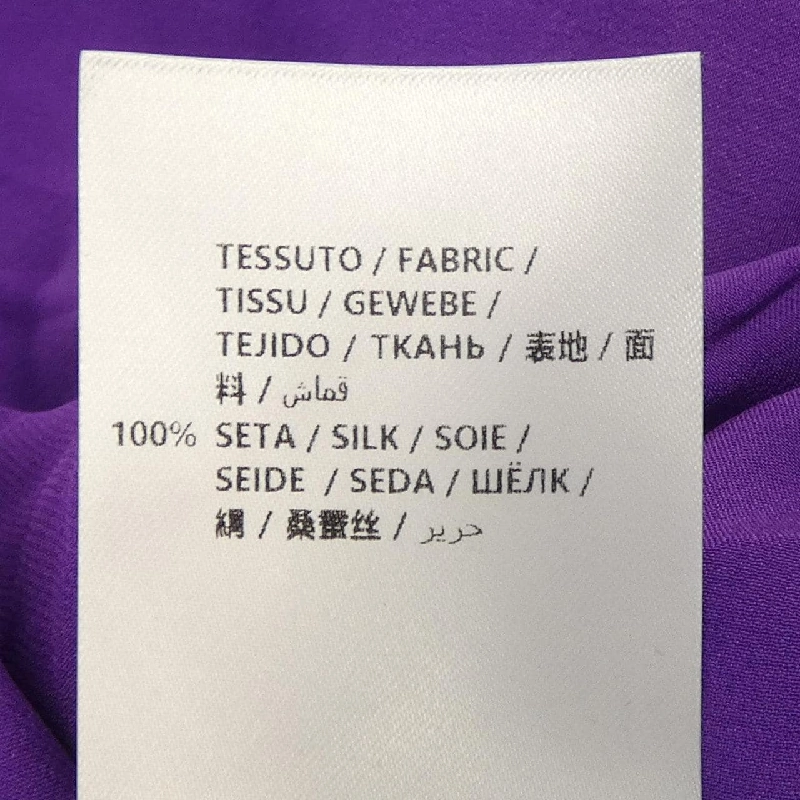 TESSUTO / FABRIC /
TISSU / GEWEBE /
TEJIDO / ТКАНЬ / 表地 / 面
料 / قماش
100% SETA / SILK / SOIE /
SEIDE / SEDA / ШЁЛК /
絹 / 桑蠶丝 / حرير